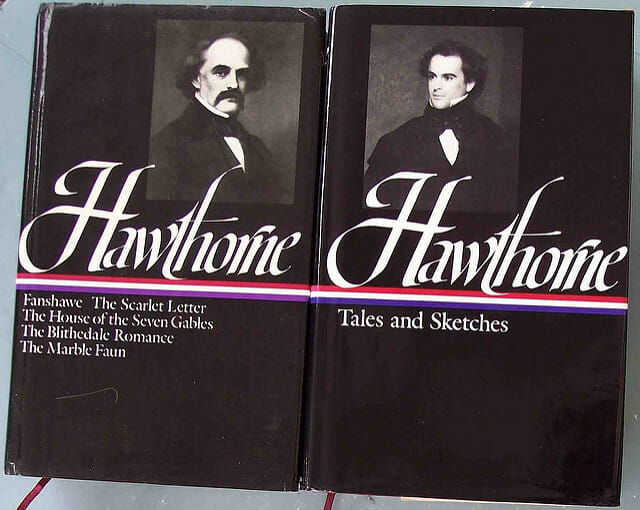 Hawthorne
Fanshawe The Scarlet Letter
The House of the Seven Gables
The Blithedale Romance
The Marble Faun
Hawthorne
Tales and Sketches